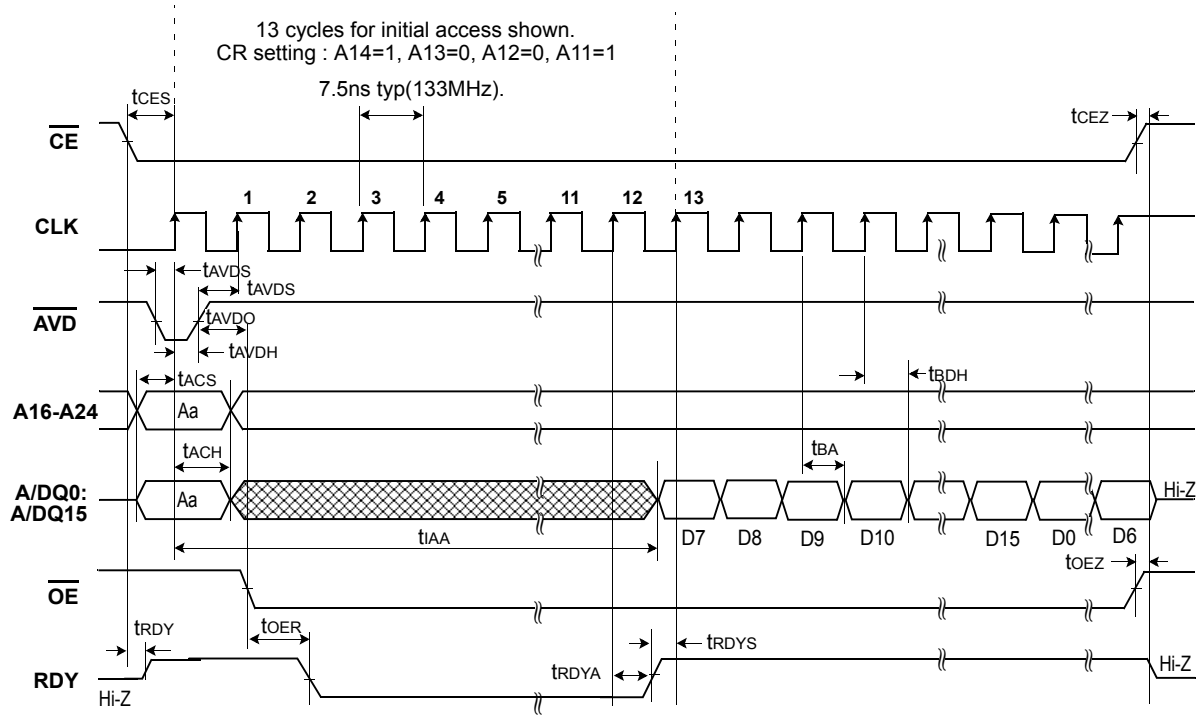 13 cycles for initial access shown.
CR setting : A14=1, A13=0, A12=0, A11=1
7.5ns typ(133MHz).
tCES
tCEZ
CE
1 2 3 4 5 11 12 13
CLK
tAVDS
tAVDS
AVD
tAVDO
tAVDH
tACS
tBDH
A16-A24
Aa
tACH
tBA
A/DQ0:
A/DQ15
Aa
Hi-Z
tIAA
D7 D8 D9 D10 D15 D0 D6
tOEZ
OE
tRDY
tOER
tRDYS
tRDYA
RDY
Hi-Z
Hi-Z